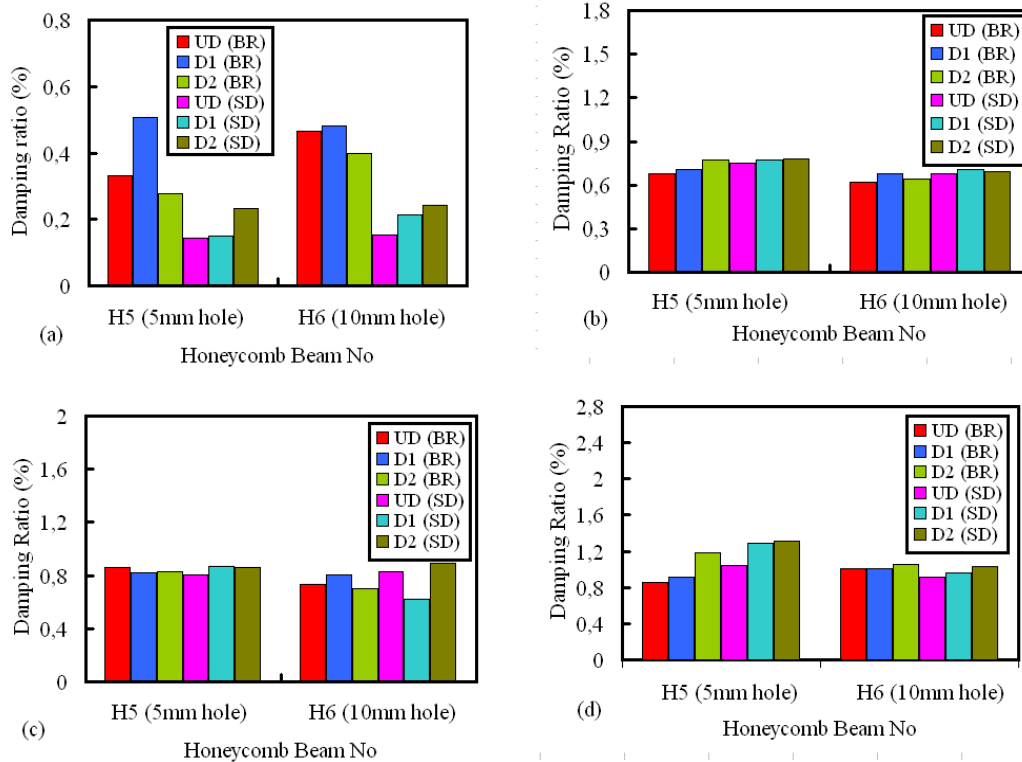 0,8
0,6
0,4
0,2
0
Damping ratio (%)
UD (BR)
D1 (BR)
D2 (BR)
UD (SD)
D1 (SD)
D2 (SD)
H5 (5mm hole)
H6 (10mm hole)
(a)
Honeycomb Beam No
1,8
1,5
1,2
0,9
0,6
0,3
0
Damping Ratio (%)
UD (BR)
D1 (BR)
D2 (BR)
UD (SD)
D1 (SD)
D2 (SD)
H5 (5mm hole)
H6 (10mm hole)
(b)
Honeycomb Beam No
2
1,6
1,2
0,8
0,4
0
Damping Ratio (%)
UD (BR)
D1 (BR)
D2 (BR)
UD (SD)
D1 (SD)
D2 (SD)
H5 (5mm hole)
H6 (10mm hole)
(c)
Honeycomb Beam No
2,8
2,4
2
1,6
1,2
0,8
0,4
0
Damping Ratio (%)
UD (BR)
D1 (BR)
D2 (BR)
UD (SD)
D1 (SD)
D2 (SD)
H5 (5mm hole)
H6 (10mm hole)
(d)
Honeycomb Beam No